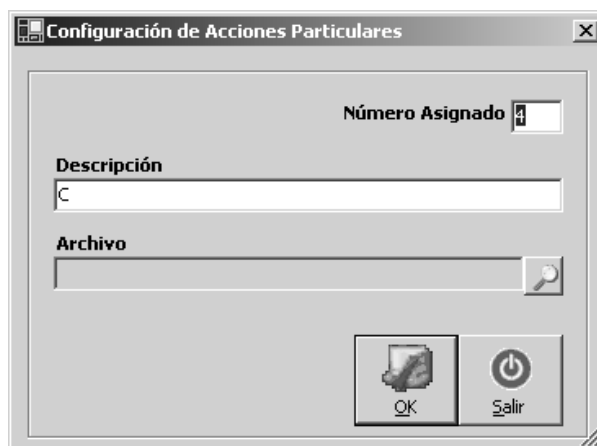 Configuración de Acciones Particulares
Número Asignado 4
Descripción
C
Archivo
OK
Salir